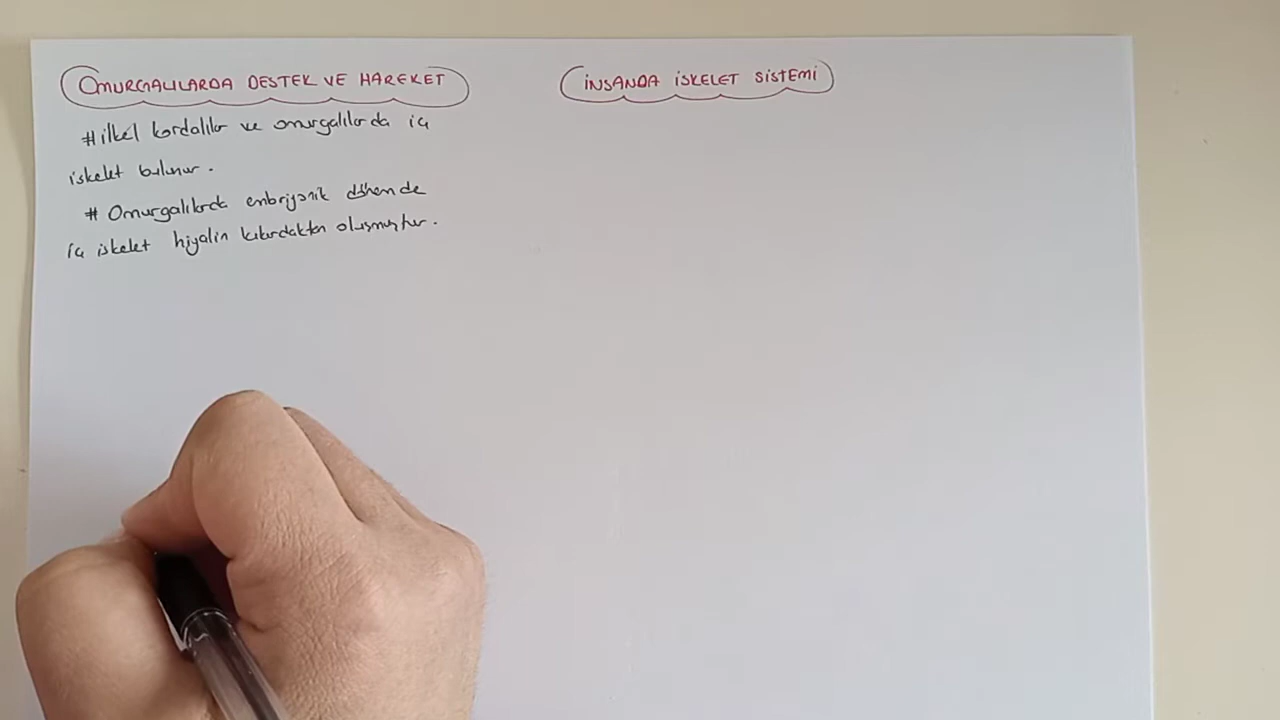 OMURGALILARDA DESTEK VE HAREKET
#ilkel kordalılar ve omurgalılarda iç
iskelet bulunur.
# Omurgalılarda embriyonik dönemde
iç iskelet hiyalin kıkırdaktan oluşmuştur.
İNSANDA İSKELET SİSTEMİ